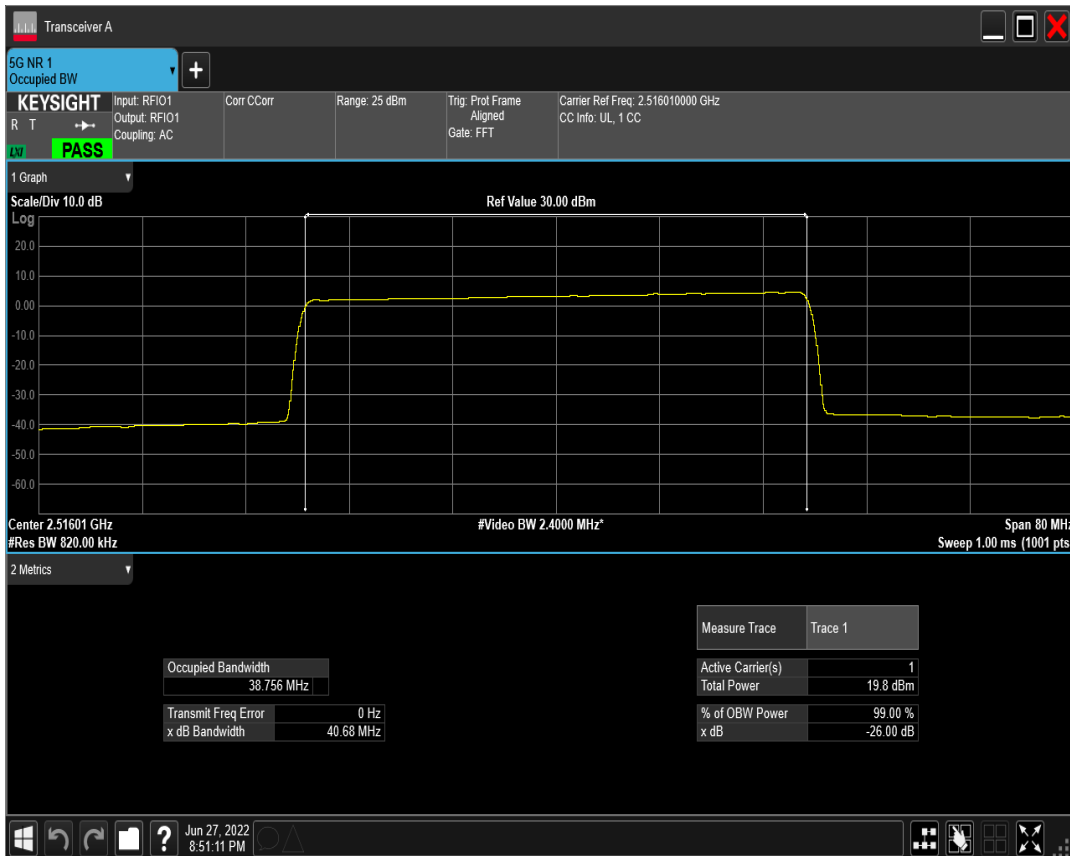 Transceiver A
5G NR 1
Occupied BW
KEYSIGHT
R T
LXI
PASS
Input: RFIO1
Output: RFIO1
Coupling: AC
Corr CCorr
Range: 25 dBm
Trig: Prot Frame
Aligned
Gate: FFT
Carrier Ref Freq: 2.516010000 GHz
CC Info: UL, 1 CC
1 Graph
Scale/Div 10.0 dB
Ref Value 30.00 dBm
Log
20.0
10.0
0.00
-10.0
-20.0
-30.0
-40.0
-50.0
-60.0
Center 2.51601 GHz
#Video BW 2.4000 MHz*
Span 80 MHz
#Res BW 820.00 kHz
Sweep 1.00 ms (1001 pts
2 Metrics
Measure Trace Trace 1
Occupied Bandwidth
38.756 MHz
Active Carrier(s) 1
Total Power 19.8 dBm
Transmit Freq Error 0 Hz
x dB Bandwidth 40.68 MHz
% of OBW Power 99.00 %
x dB -26.00 dB
?
Jun 27, 2022
8:51:11 PM